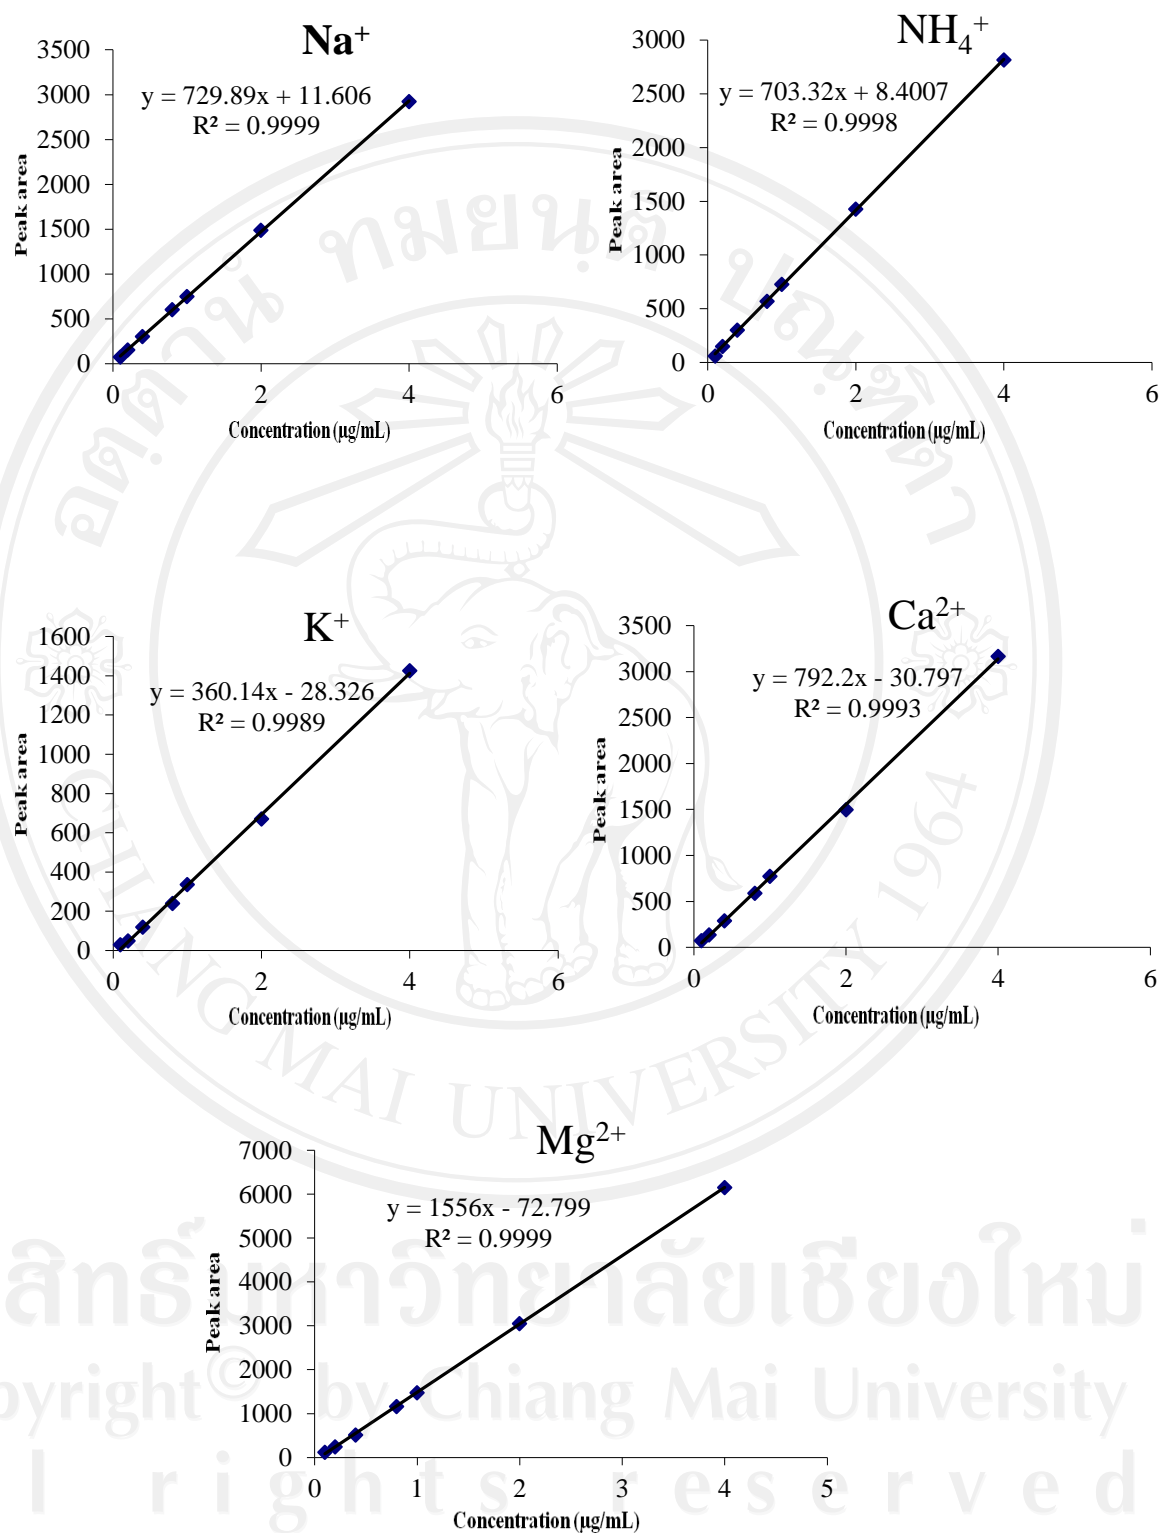 Na⁺
3500
3000
2500
2000
1500
1000
500
0
y = 729.89x + 11.606
R² = 0.9999
Peak area
0 2 4 6
Concentration (µg/mL)
NH₄⁺
3000
2500
2000
1500
1000
500
0
y = 703.32x + 8.4007
R² = 0.9998
Peak area
0 2 4 6
Concentration (µg/mL)
K⁺
1600
1400
1200
1000
800
600
400
200
0
y = 360.14x - 28.326
R² = 0.9989
Peak area
0 2 4 6
Concentration (µg/mL)
Ca²⁺
3500
3000
2500
2000
1500
1000
500
0
y = 792.2x - 30.797
R² = 0.9993
Peak area
0 2 4 6
Concentration (µg/mL)
Mg²⁺
7000
6000
5000
4000
3000
2000
1000
0
y = 1556x - 72.799
R² = 0.9999
Peak area
0 1 2 3 4 5
Concentration (µg/mL)
CHIANG MAI UNIVERSITY 1964
by Chiang Mai University